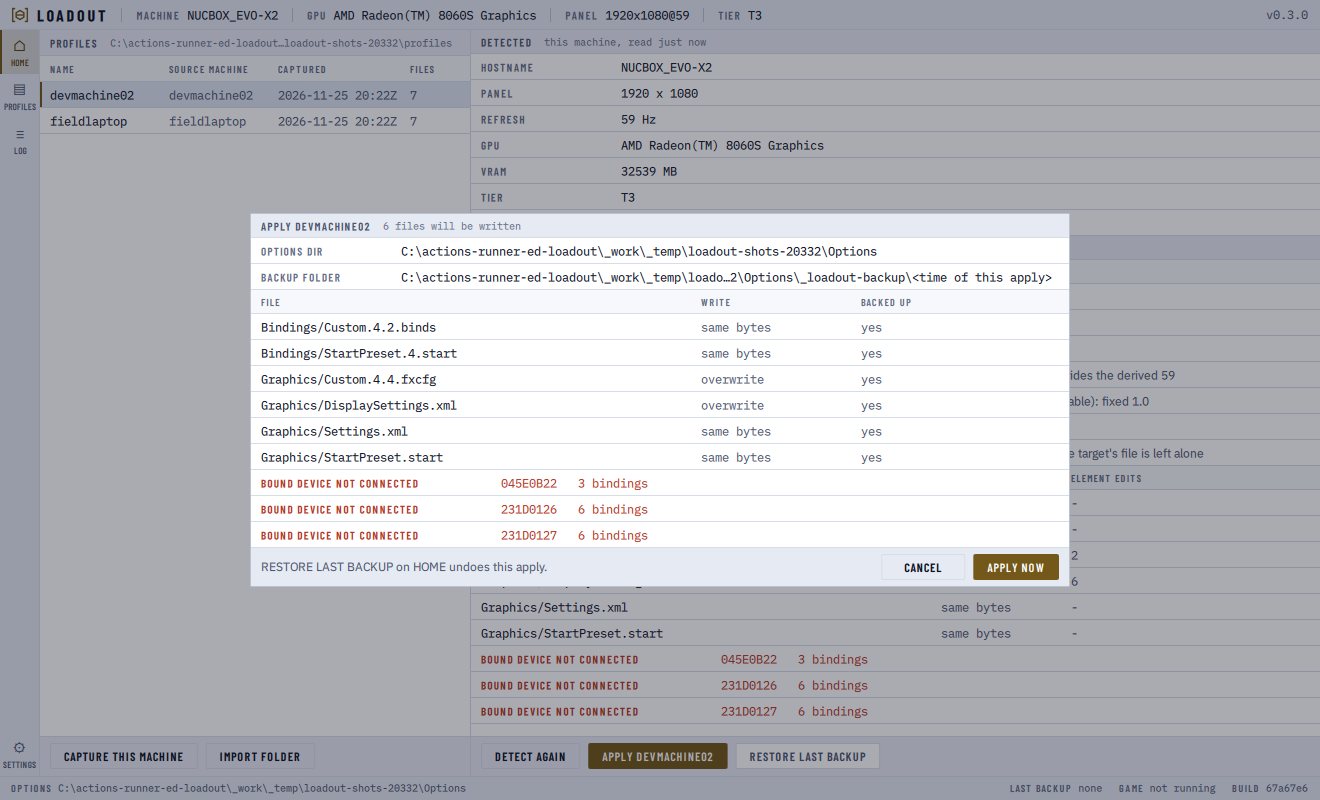 LOADOUT MACHINE NUCBOX_EVO-X2 GPU AMD Radeon(TM) 8060S Graphics PANEL 1920x1080@59 TIER T3 v0.3.0
HOME
PROFILES
LOG
SETTINGS
PROFILES C:\actions-runner-ed-loadout…loadout-shots-20332\profiles
NAME SOURCE MACHINE CAPTURED FILES
devmachine02 devmachine02 2026-11-25 20:22Z 7
fieldlaptop fieldlaptop 2026-11-25 20:22Z 7
DETECTED this machine, read just now
HOSTNAME NUCBOX_EVO-X2
PANEL 1920 x 1080
REFRESH 59 Hz
GPU AMD Radeon(TM) 8060S Graphics
VRAM 32539 MB
TIER T3
APPLY DEVMACHINE02 6 files will be written
OPTIONS DIR C:\actions-runner-ed-loadout\_work\_temp\loadout-shots-20332\Options
BACKUP FOLDER C:\actions-runner-ed-loadout\_work\_temp\loado…2\Options\_loadout-backup\<time of this apply>
FILE WRITE BACKED UP
Bindings/Custom.4.2.binds same bytes yes
Bindings/StartPreset.4.start same bytes yes
Graphics/Custom.4.4.fxcfg overwrite yes
Graphics/DisplaySettings.xml overwrite yes
Graphics/Settings.xml same bytes yes
Graphics/StartPreset.start same bytes yes
BOUND DEVICE NOT CONNECTED 045E0B22 3 bindings
BOUND DEVICE NOT CONNECTED 231D0126 6 bindings
BOUND DEVICE NOT CONNECTED 231D0127 6 bindings
RESTORE LAST BACKUP on HOME undoes this apply. CANCEL APPLY NOW
ides the derived 59
able): fixed 1.0
e target's file is left alone
ELEMENT EDITS
-
-
2
6
Graphics/Settings.xml same bytes -
Graphics/StartPreset.start same bytes -
BOUND DEVICE NOT CONNECTED 045E0B22 3 bindings
BOUND DEVICE NOT CONNECTED 231D0126 6 bindings
BOUND DEVICE NOT CONNECTED 231D0127 6 bindings
CAPTURE THIS MACHINE IMPORT FOLDER DETECT AGAIN APPLY DEVMACHINE02 RESTORE LAST BACKUP
OPTIONS C:\actions-runner-ed-loadout\_work\_temp\loadout-shots-20332\Options LAST BACKUP none GAME not running BUILD 67a67e6